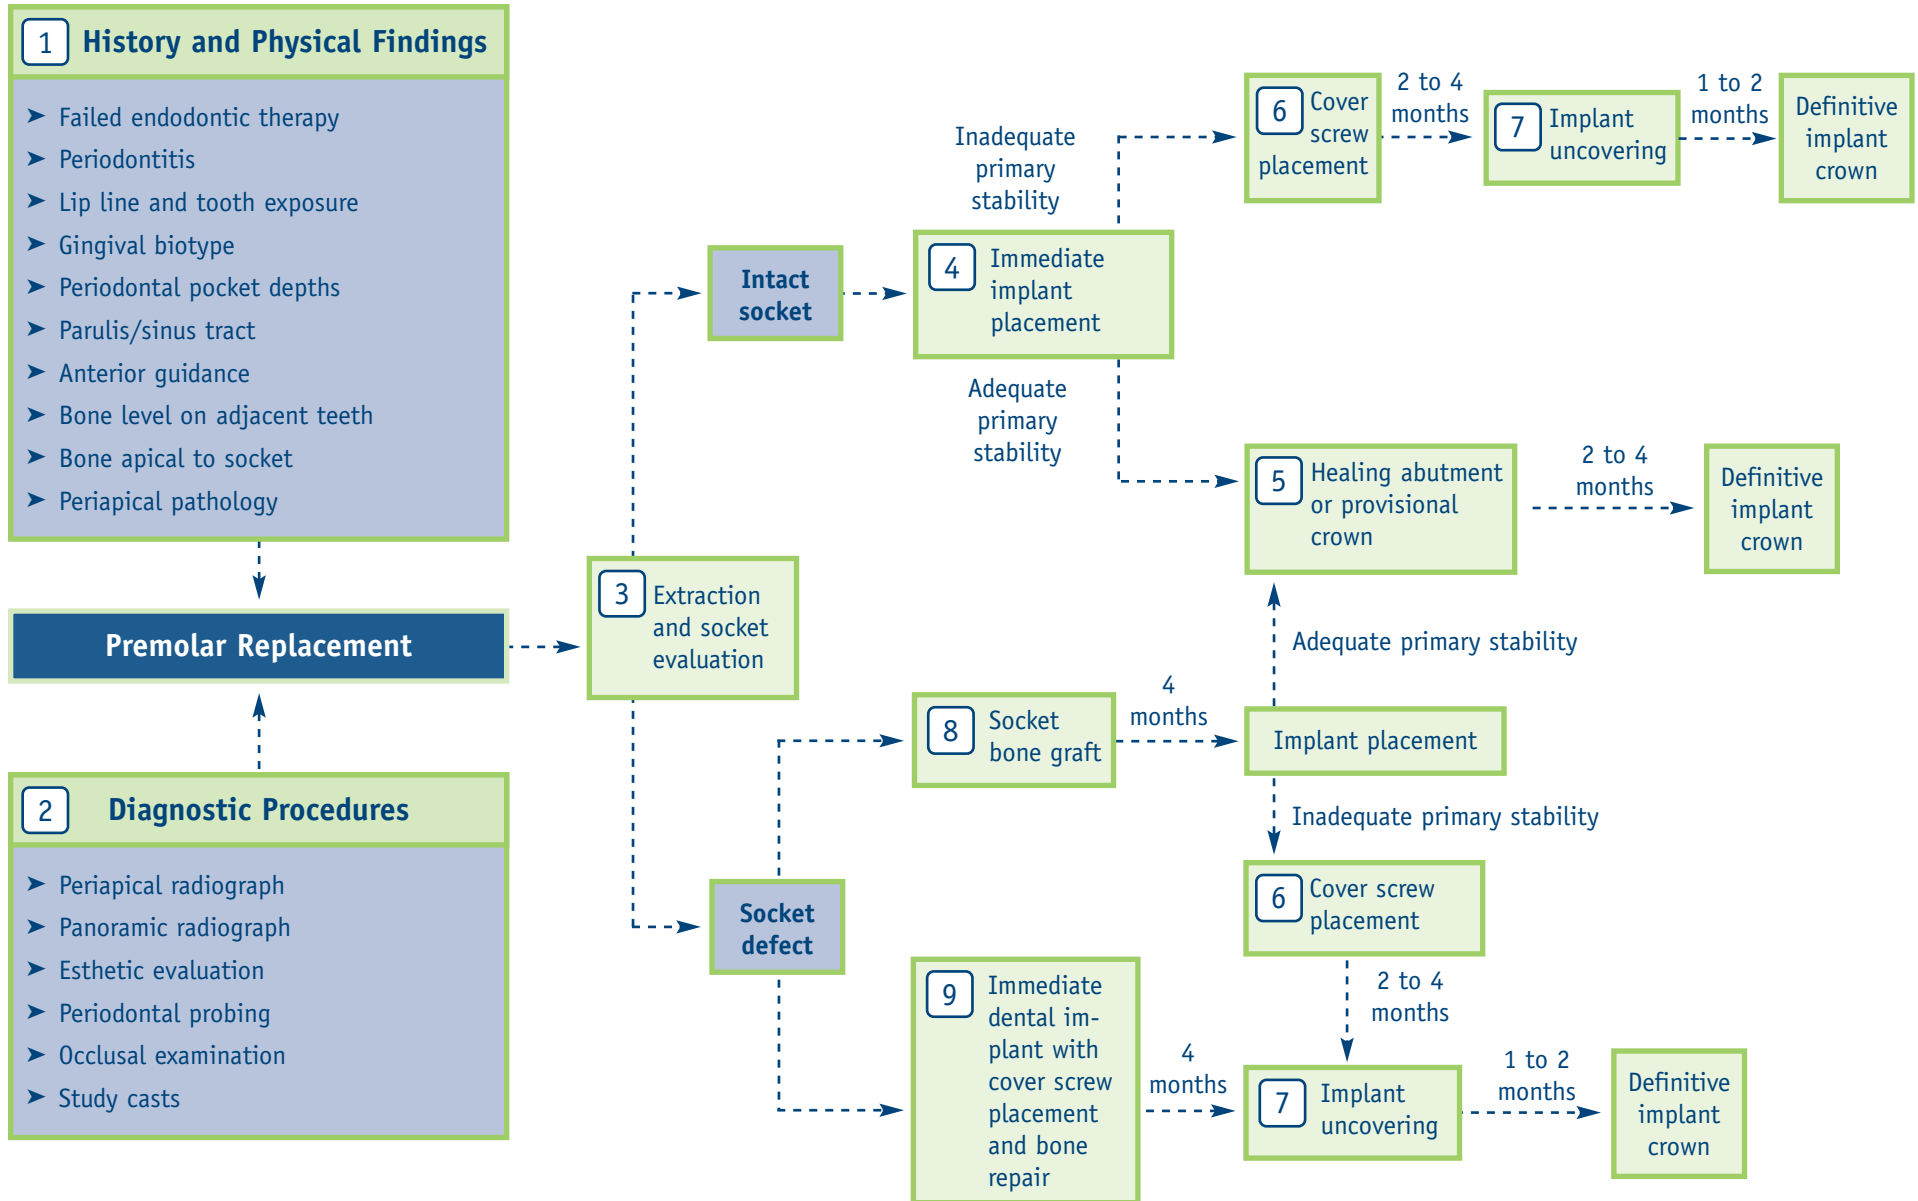 1 History and Physical Findings
➤ Failed endodontic therapy
➤ Periodontitis
➤ Lip line and tooth exposure
➤ Gingival biotype
➤ Periodontal pocket depths
➤ Parulis/sinus tract
➤ Anterior guidance
➤ Bone level on adjacent teeth
➤ Bone apical to socket
➤ Periapical pathology
Premolar Replacement
2 Diagnostic Procedures
➤ Periapical radiograph
➤ Panoramic radiograph
➤ Esthetic evaluation
➤ Periodontal probing
➤ Occlusal examination
➤ Study casts
3 Extraction
and socket
evaluation
Intact
socket
4 Immediate
implant
placement
Inadequate
primary
stability
6 Cover
screw
placement
2 to 4
months
7 Implant
uncovering
1 to 2
months
Definitive
implant
crown
Adequate
primary
stability
5 Healing abutment
or provisional
crown
2 to 4
months
Definitive
implant
crown
Socket
defect
8 Socket
bone graft
4
months
Implant placement
Adequate primary stability
Inadequate primary stability
6 Cover screw
placement
2 to 4
months
9 Immediate
dental im-
plant with
cover screw
placement
and bone
repair
4
months
7 Implant
uncovering
1 to 2
months
Definitive
implant
crown